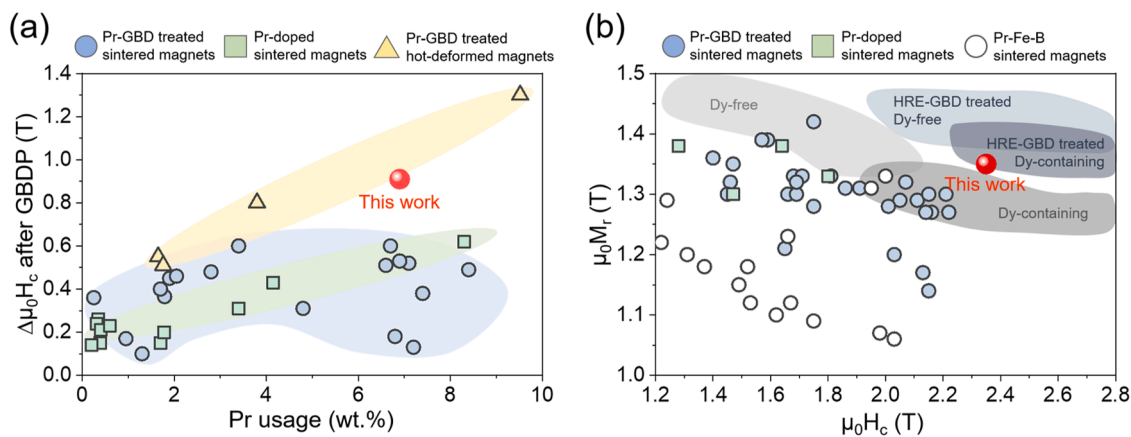 (a)
Pr-GBD treated
sintered magnets
Pr-doped
sintered magnets
Pr-GBD treated
hot-deformed magnets
1.4
1.2
1.0
0.8
0.6
0.4
0.2
0.0
Δμ₀Hc after GBDP (T)
This work
0 2 4 6 8 10
Pr usage (wt.%)
(b)
Pr-GBD treated
sintered magnets
Pr-doped
sintered magnets
Pr-Fe-B
sintered magnets
1.5
1.4
1.3
1.2
1.1
1.0
μ₀Mr (T)
Dy-free
HRE-GBD treated
Dy-free
HRE-GBD treated
Dy-containing
This work
Dy-containing
1.2 1.4 1.6 1.8 2.0 2.2 2.4 2.6 2.8
μ₀Hc (T)